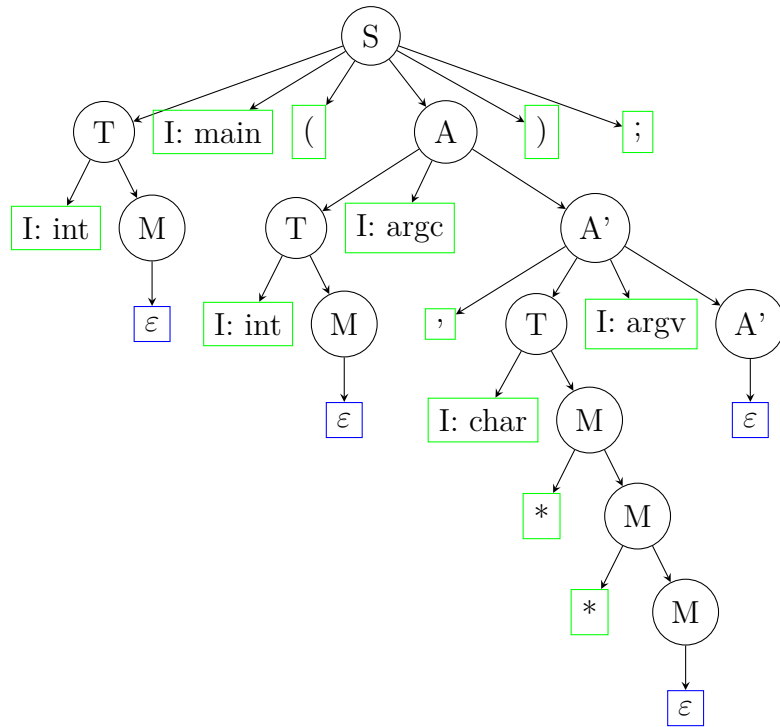 S
T
I: main
(
A
)
;
I: int
M
T
I: argc
A'
ε
I: int
M
,
T
I: argv
A'
ε
I: char
M
ε
*
M
*
M
ε